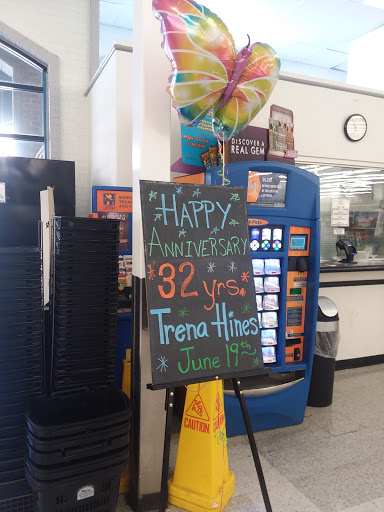 DISCOVER A
REAL GEM
HAPPY
ANNIVERSARY
32 yrs
Trena Hines
June 19th
CAUTION